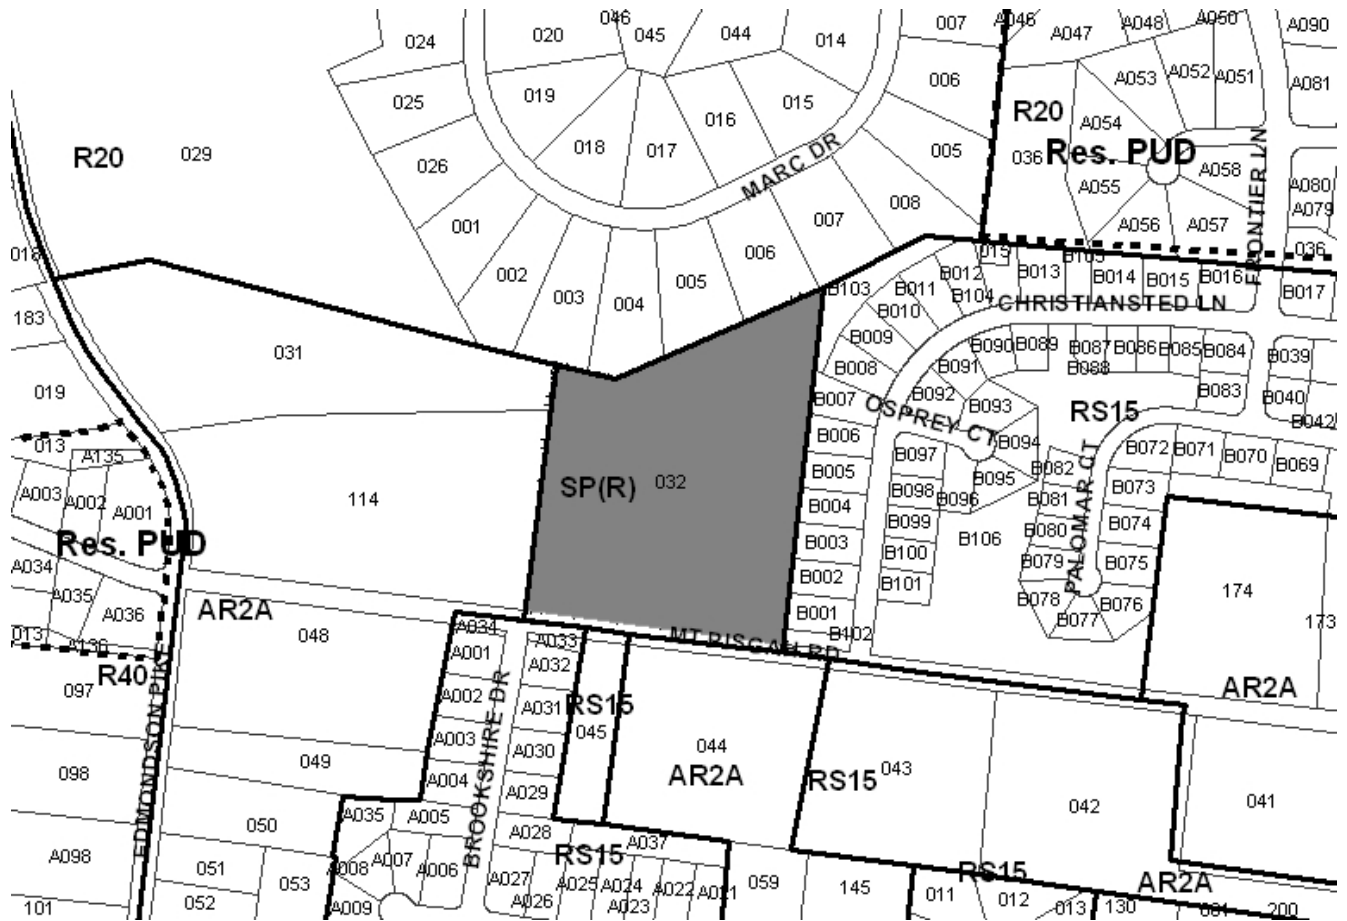 046
024
020
045
044
014
007
A046
A047
A048
A050
A090
025
019
016
015
006
A053
A052
A051
A081
R20
A054
R20
029
026
018
017
MARC DR
005
036
Res. PUD
A058
FRONTIER LN
A055
A080
001
007
008
A056
A057
A079
002
006
036
003
004
005
B103
B011
B012
015
B104
B013
B014
B015
B016
B017
183
B010
CHRISTIANSTED LN
031
B009
B090
B089
B087
B086
B085
B084
B039
B008
B091
B088
019
B007
B092
B083
B040
B042
OSPREY CT
B093
RS15
013
B006
B094
A135
B097
B072
B071
B070
B069
A003
A002
A001
114
SP(R)
032
B005
B098
B096
B095
B082
B073
PALOMAR CT
B004
B081
B099
B074
Res. PUD
B003
B100
B106
B080
A034
B002
B101
B079
B075
A035
A036
AR2A
048
B001
B078
B076
174
013
A136
A034
A033
MT PISGAH RD
B102
B077
173
R40
097
EDMONDSON PIKE
A001
A032
A002
BROOKSHIRE DR
A031
RS15
AR2A
A003
A030
045
044
AR2A
RS15
043
098
049
A004
A029
042
041
050
A035
A005
A028
A037
A098
051
053
A008
A007
A006
RS15
RS15
AR2A
A027
A025
A024
A022
A011
059
145
011
012
101
052
A009
A026
A023
013
130
200